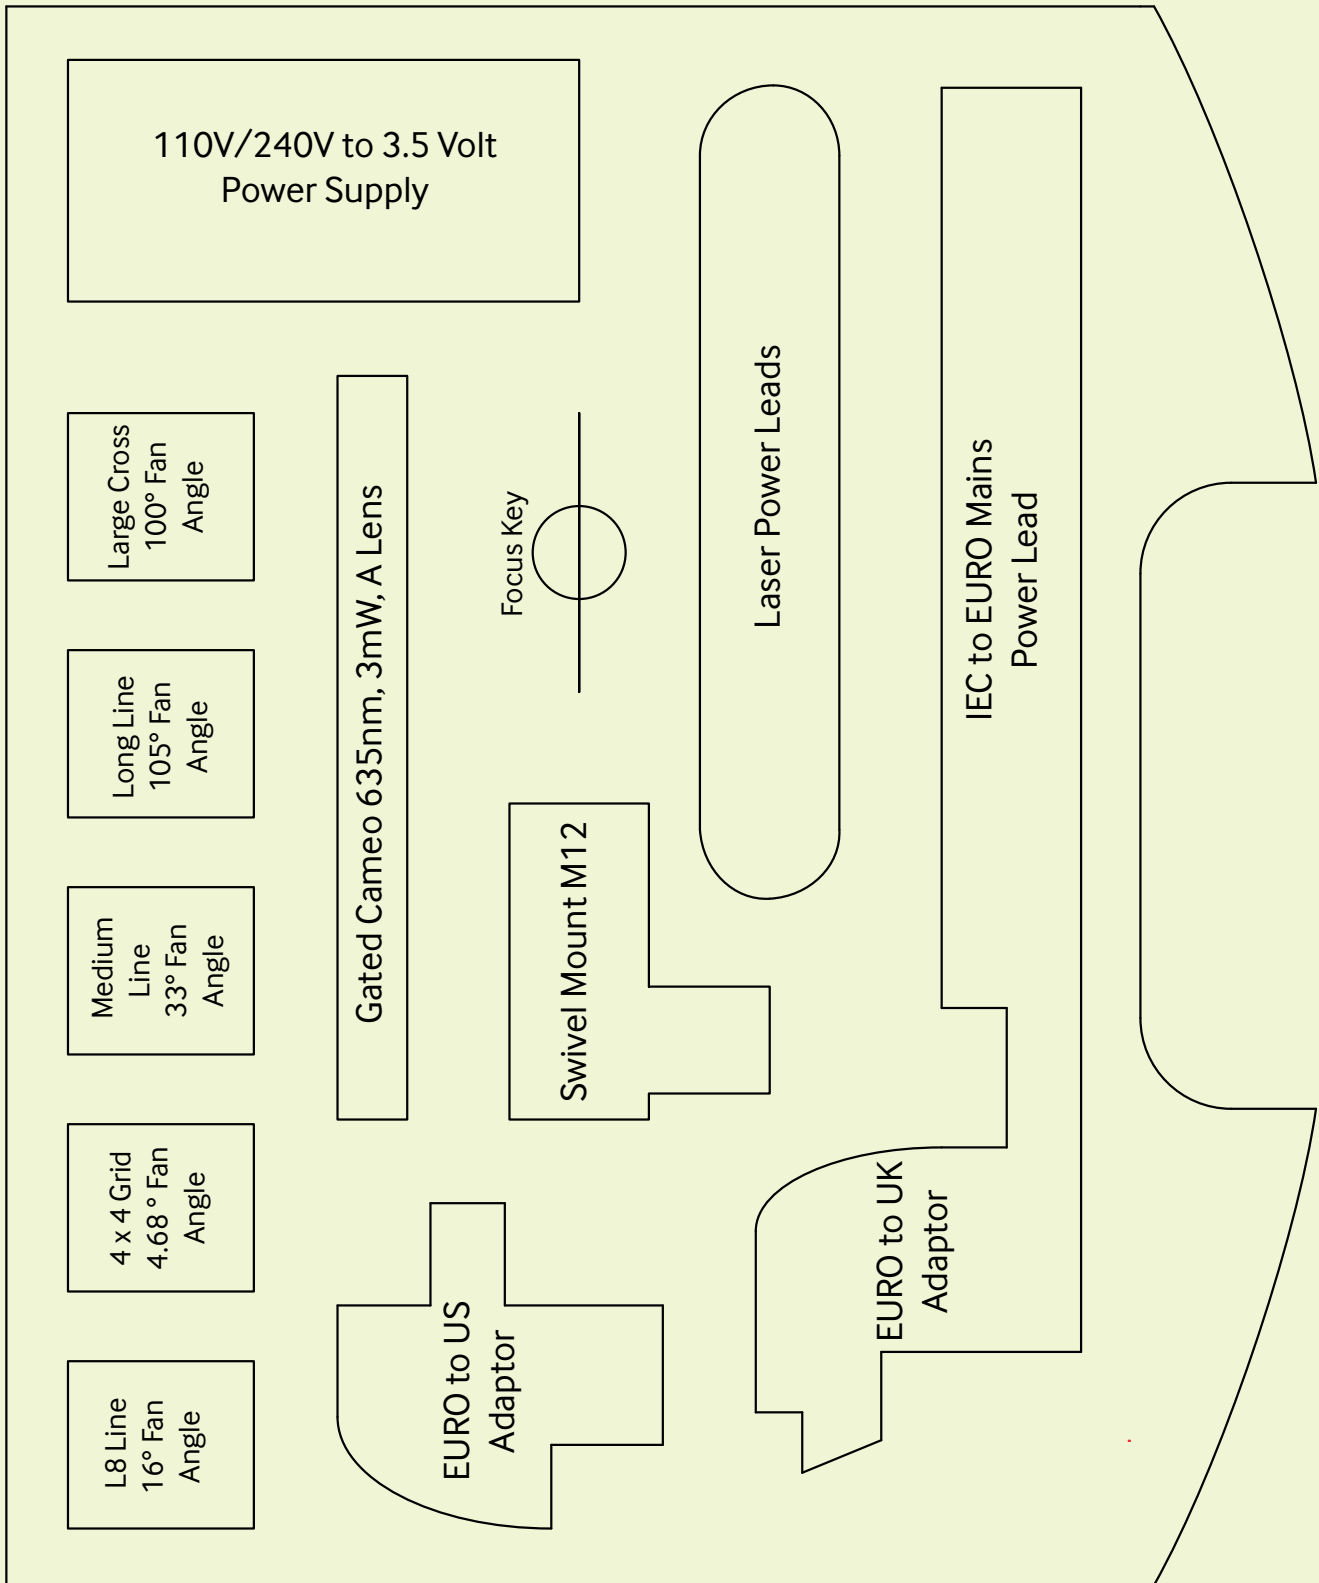 110V/240V to 3.5 Volt
Power Supply
Large Cross
100° Fan
Angle
Long Line
105° Fan
Angle
Medium
Line
33° Fan
Angle
4 x 4 Grid
4.68 ° Fan
Angle
L8 Line
16° Fan
Angle
Gated Cameo 635nm, 3mW, A Lens
Focus Key
Swivel Mount M12
EURO to US
Adaptor
Laser Power Leads
IEC to EURO Mains
Power Lead
EURO to UK
Adaptor